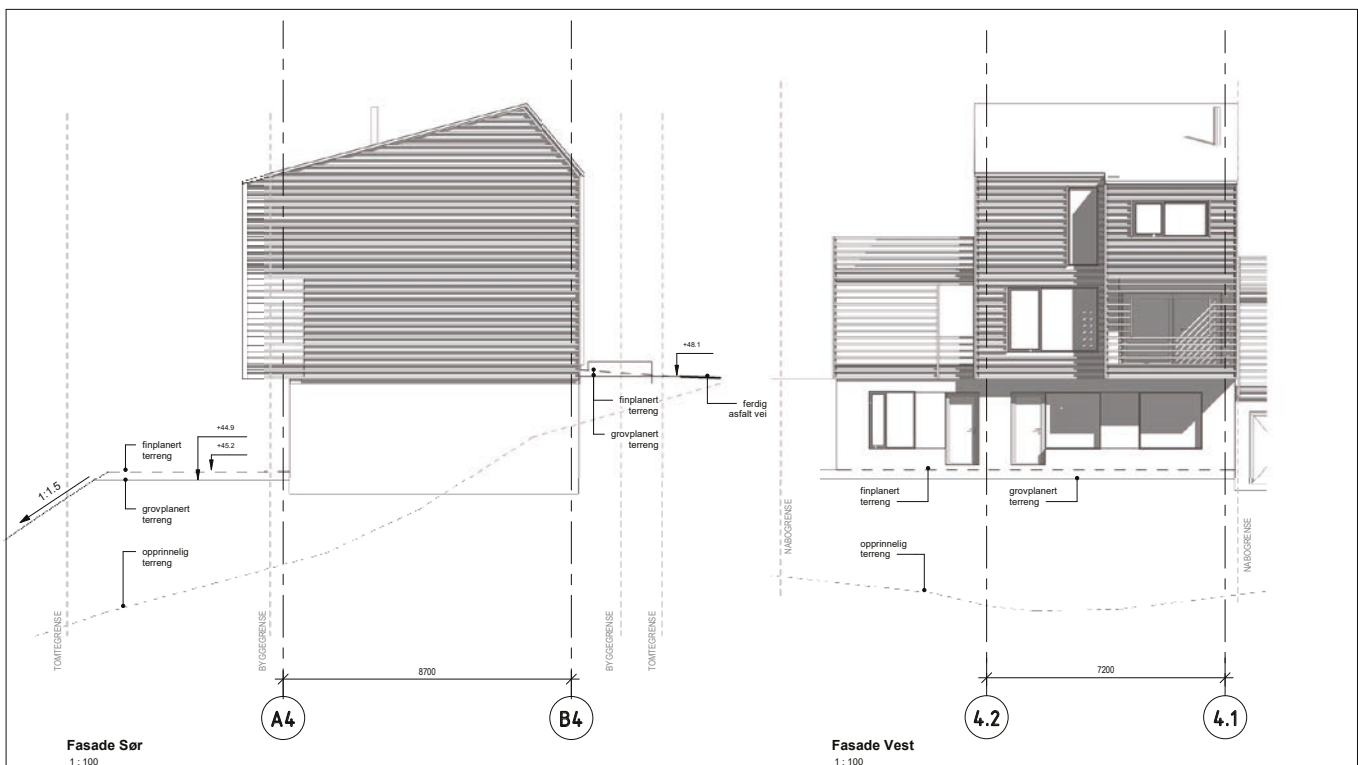 +48.1
ferdig
asfalt vei
finplanert
terreng
grovplanert
terreng
+44.9
+45.2
finplanert
terreng
1:1.5
grovplanert
terreng
opprinnelig
terreng
TOMTEGRENSE
BYGGEGRENSE
BYGGEGRENSE
TOMTEGRENSE
8700
A4
B4
Fasade Sør
1 : 100
NABOGRENSE
finplanert
terreng
grovplanert
terreng
opprinnelig
terreng
NABOGRENSE
7200
4.2
4.1
Fasade Vest
1 : 100